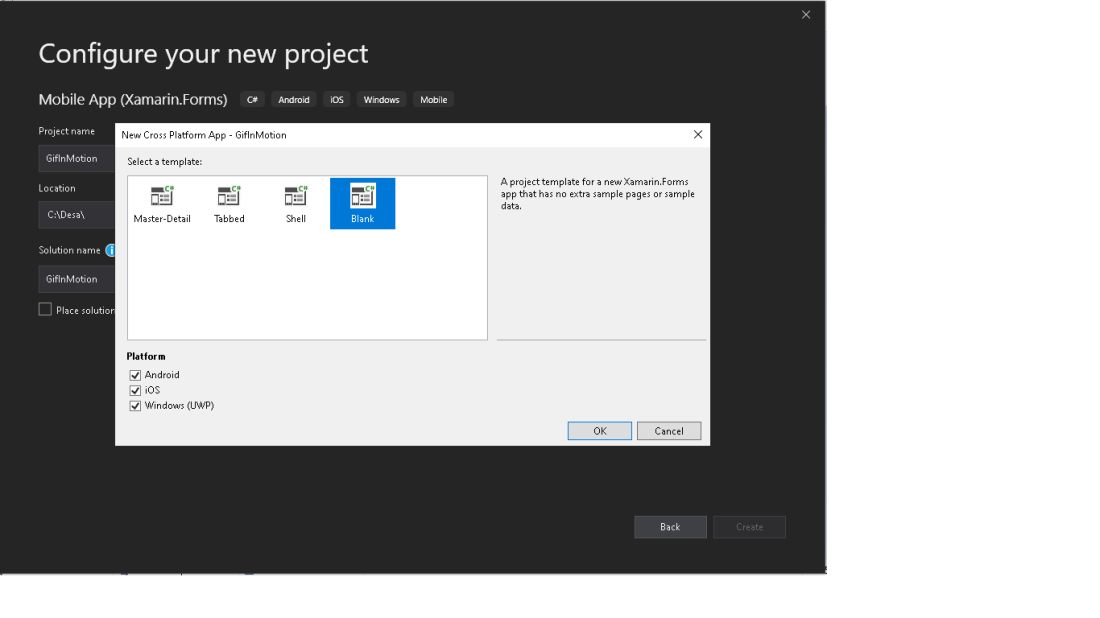 Configure your new project
Mobile App (Xamarin.Forms) C# Android iOS Windows Mobile
Project name
GifInMotion
Location
C:\Desa\
Solution name
GifInMotion
Place solution
New Cross Platform App - GifInMotion
Select a template:
Master-Detail Tabbed Shell Blank
A project template for a new Xamarin.Forms
app that has no extra sample pages or sample
data.
Platform
Android
iOS
Windows (UWP)
OK Cancel
Back Create